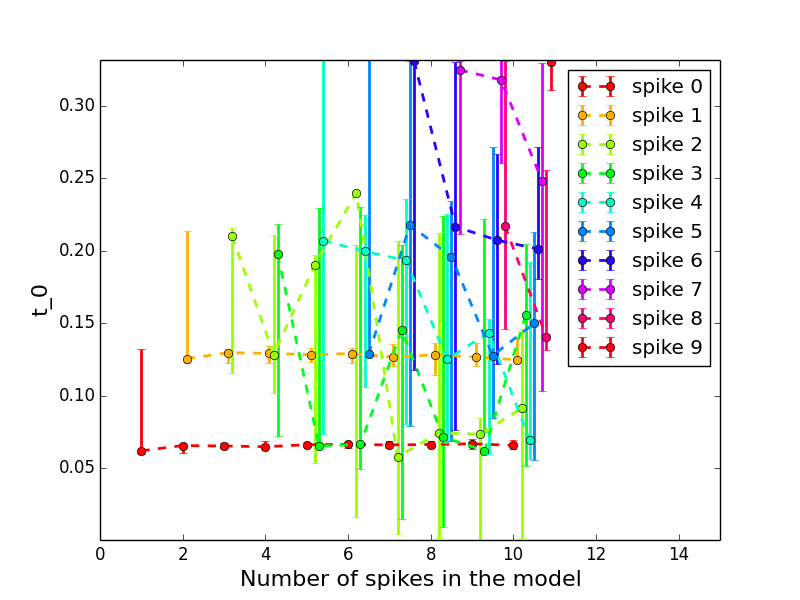 0.30
0.25
0.20
0.15
0.10
0.05
t_0
0 2 4 6 8 10 12 14
Number of spikes in the model
spike 0
spike 1
spike 2
spike 3
spike 4
spike 5
spike 6
spike 7
spike 8
spike 9